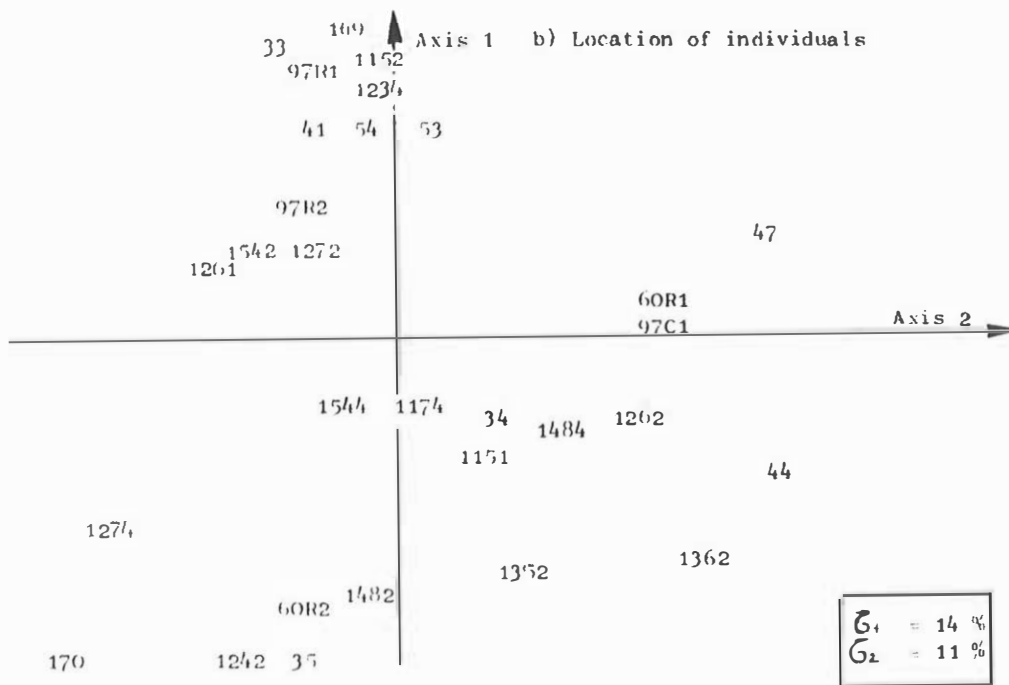 169
33 Axis 1 b) Location of individuals
97R1 1152
1234
41 54 53
97R2
47
1542 1272
1261
60R1
97C1 Axis 2
1544 1174 34 1484 1262
1151
44
1274
1352 1362
60R2 1482
170 1242 35
σ1 = 14 %
σ2 = 11 %